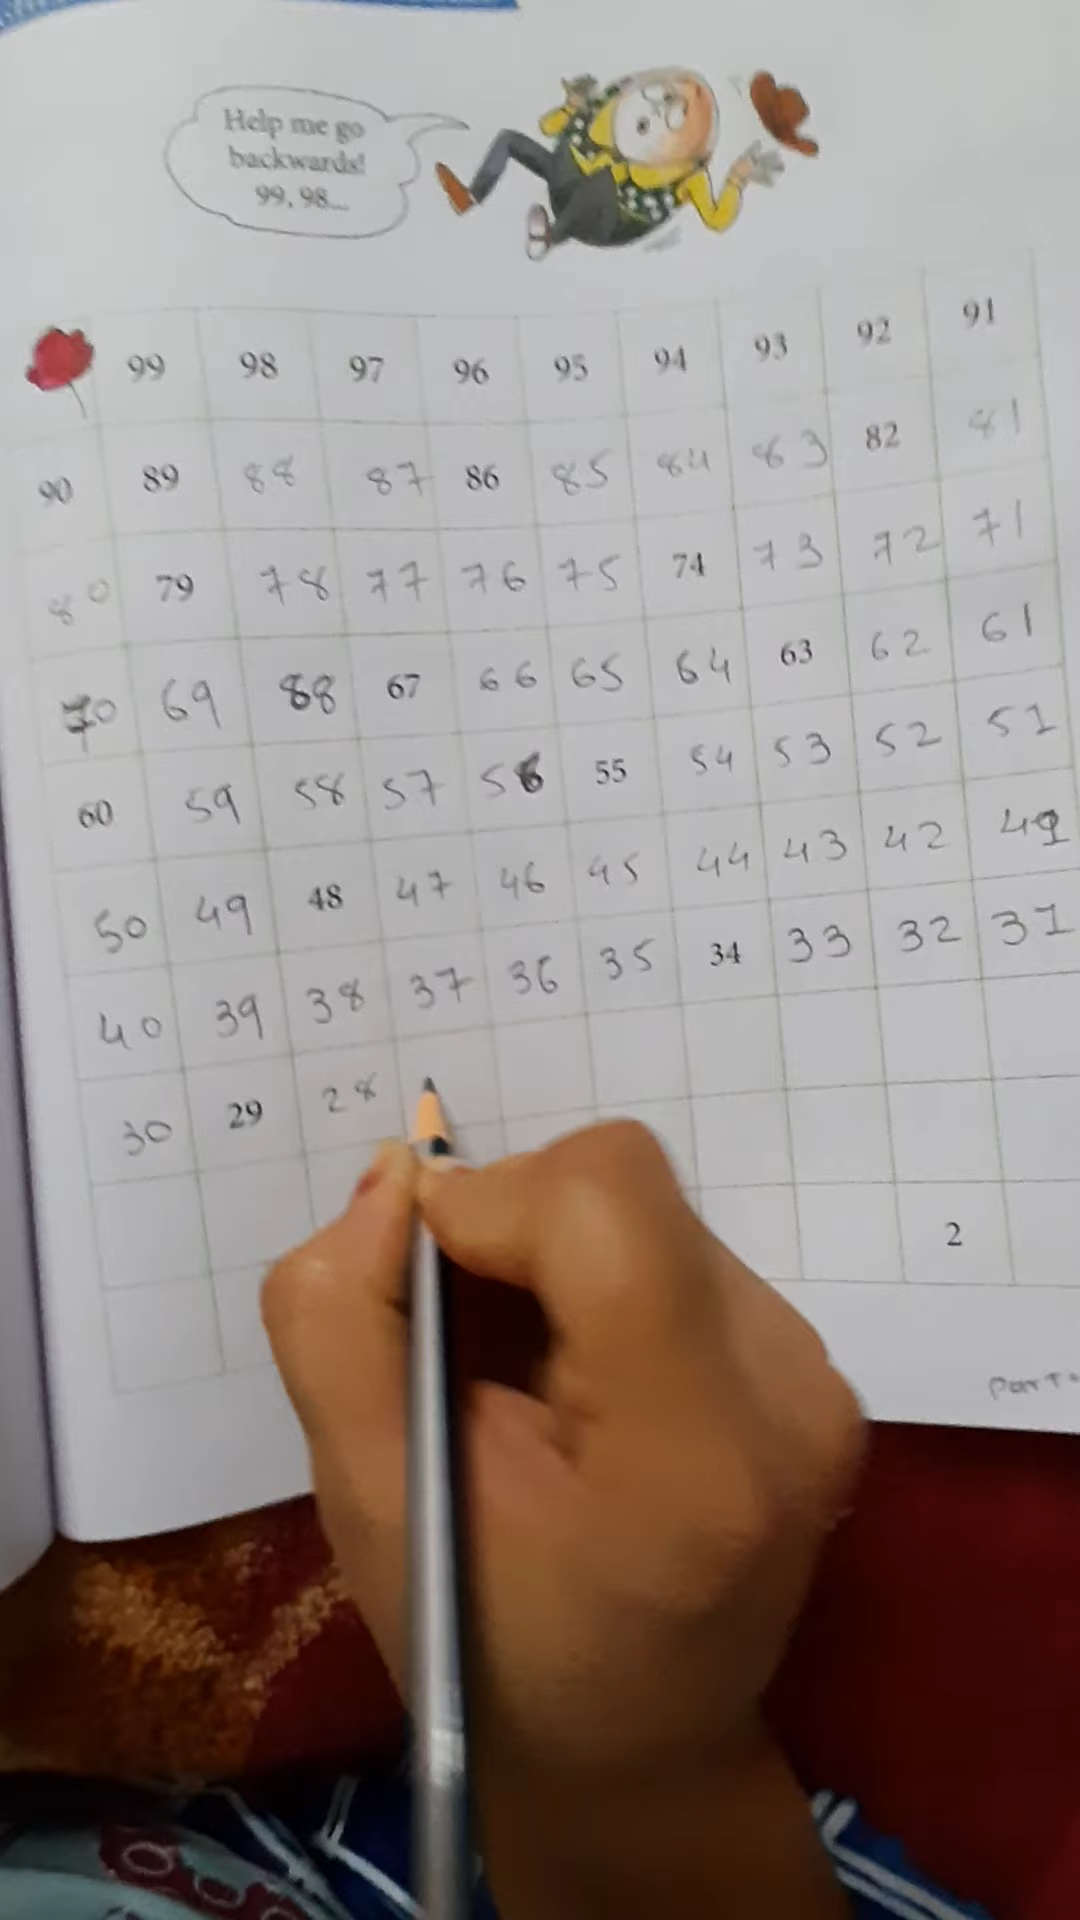 Help me go
backwards!
99, 98...
99 98 97 96 95 94 93 92 91
90 89 88 87 86 85 84 83 82 81
80 79 78 77 76 75 74 73 72 71
70 69 88 67 66 65 64 63 62 61
60 59 58 57 56 55 54 53 52 51
50 49 48 47 46 45 44 43 42 41
40 39 38 37 36 35 34 33 32 31
30 29 28
2